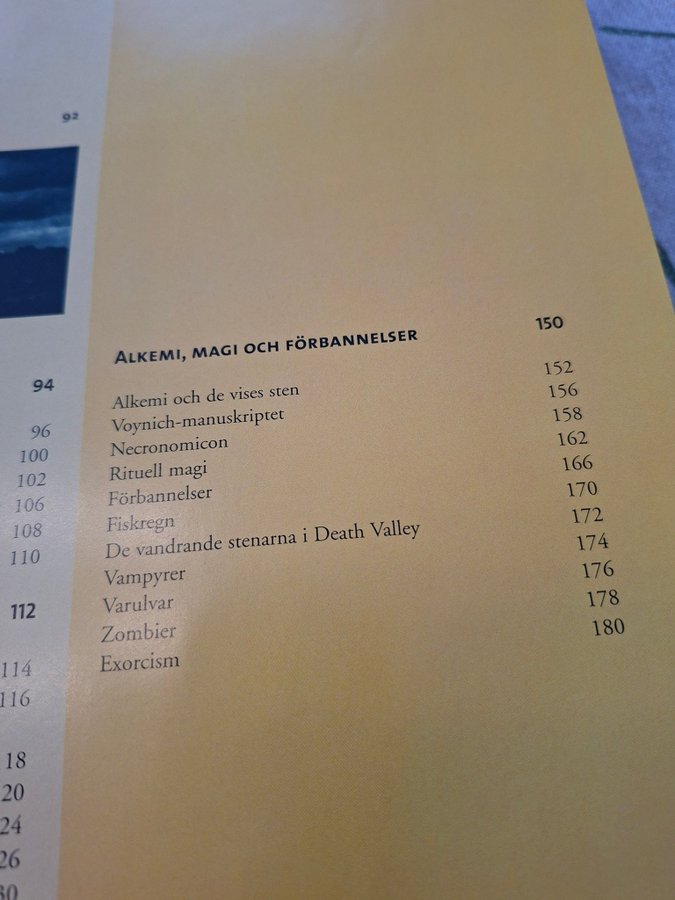 92
94
96
100
102
106
108
110
112
114
116
18
20
24
26
30
ALKEMI, MAGI OCH FÖRBANNELSER 150
Alkemi och de vises sten 152
Voynich-manuskriptet 156
Necronomicon 158
Rituell magi 162
Förbannelser 166
Fiskregn 170
De vandrande stenarna i Death Valley 172
Vampyrer 174
Varulvar 176
Zombier 178
Exorcism 180